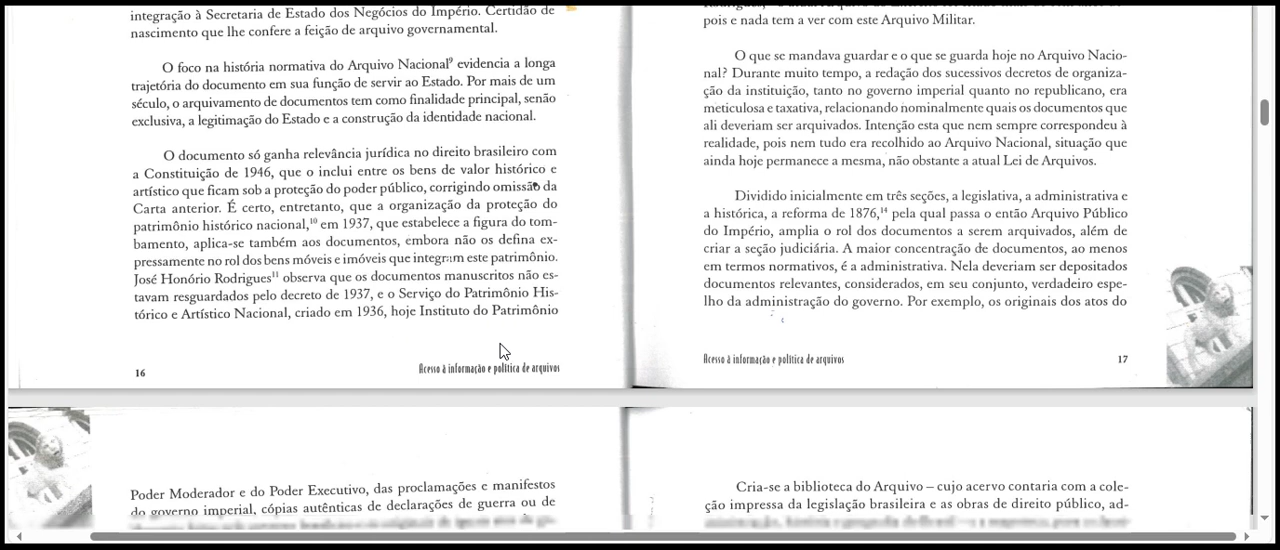 integração à Secretaria de Estado dos Negócios do Império. Certidão de
nascimento que lhe confere a feição de arquivo governamental.
O foco na história normativa do Arquivo Nacional⁹ evidencia a longa
trajetória do documento em sua função de servir ao Estado. Por mais de um
século, o arquivamento de documentos tem como finalidade principal, senão
exclusiva, a legitimação do Estado e a construção da identidade nacional.
O documento só ganha relevância jurídica no direito brasileiro com
a Constituição de 1946, que o inclui entre os bens de valor histórico e
artístico que ficam sob a proteção do poder público, corrigindo omissão da
Carta anterior. É certo, entretanto, que a organização da proteção do
patrimônio histórico nacional,¹⁰ em 1937, que estabelece a figura do tom-
bamento, aplica-se também aos documentos, embora não os defina ex-
pressamente no rol dos bens móveis e imóveis que integram este patrimônio.
José Honório Rodrigues¹¹ observa que os documentos manuscritos não es-
tavam resguardados pelo decreto de 1937, e o Serviço do Patrimônio His-
tórico e Artístico Nacional, criado em 1936, hoje Instituto do Patrimônio
16
Acesso à informação e política de arquivos
pois e nada tem a ver com este Arquivo Militar.
O que se mandava guardar e o que se guarda hoje no Arquivo Nacio-
nal? Durante muito tempo, a redação dos sucessivos decretos de organiza-
ção da instituição, tanto no governo imperial quanto no republicano, era
meticulosa e taxativa, relacionando nominalmente quais os documentos que
ali deveriam ser arquivados. Intenção esta que nem sempre correspondeu à
realidade, pois nem tudo era recolhido ao Arquivo Nacional, situação que
ainda hoje permanece a mesma, não obstante a atual Lei de Arquivos.
Dividido inicialmente em três seções, a legislativa, a administrativa e
a histórica, a reforma de 1876,¹⁴ pela qual passa o então Arquivo Público
do Império, amplia o rol dos documentos a serem arquivados, além de
criar a seção judiciária. A maior concentração de documentos, ao menos
em termos normativos, é a administrativa. Nela deveriam ser depositados
documentos relevantes, considerados, em seu conjunto, verdadeiro espe-
lho da administração do governo. Por exemplo, os originais dos atos do
Acesso à informação e política de arquivos
17
Poder Moderador e do Poder Executivo, das proclamações e manifestos
do governo imperial, cópias autênticas de declarações de guerra ou de
Cria-se a biblioteca do Arquivo – cujo acervo contaria com a cole-
ção impressa da legislação brasileira e as obras de direito público, ad-